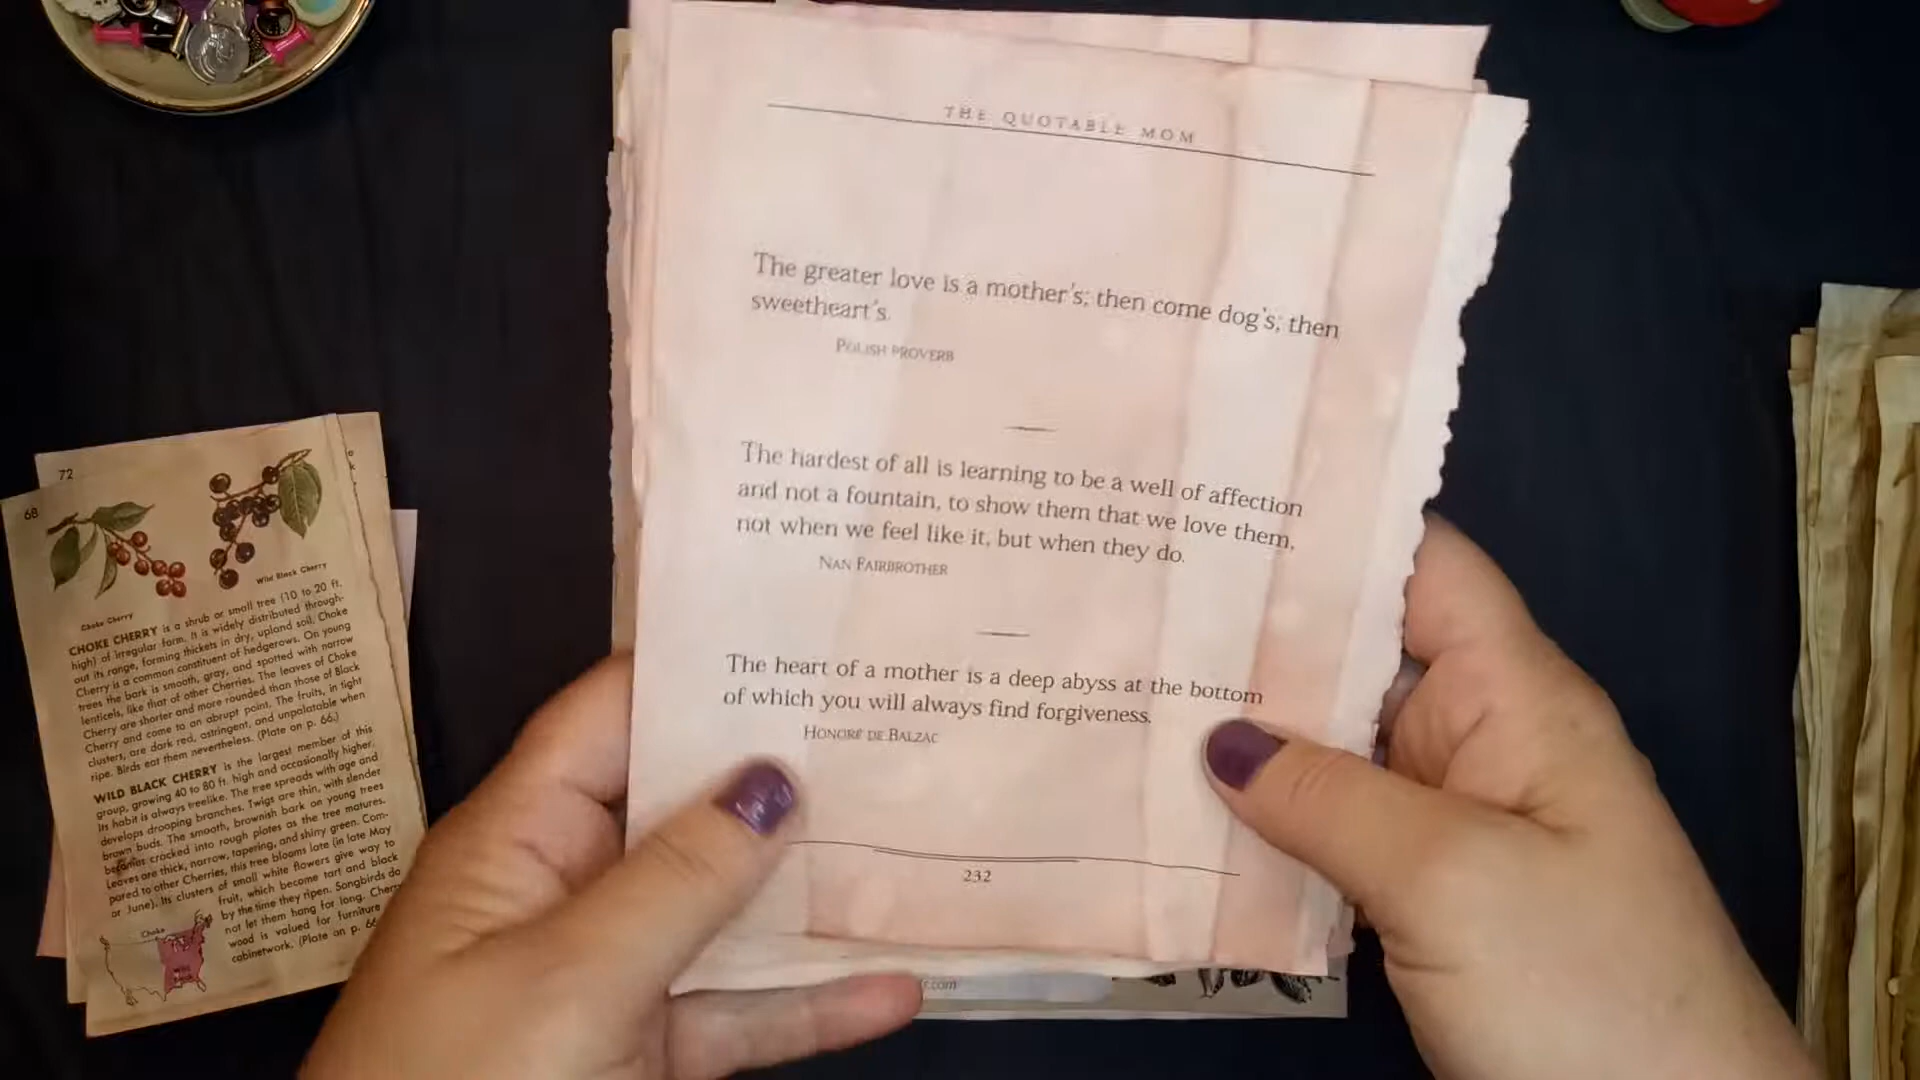 THE QUOTABLE MOM
The greater love is a mother's; then come dog's; then
sweetheart's.
POLISH PROVERB
The hardest of all is learning to be a well of affection
and not a fountain, to show them that we love them,
not when we feel like it, but when they do.
NAN FAIRBROTHER
The heart of a mother is a deep abyss at the bottom
of which you will always find forgiveness.
HONORÉ DE BALZAC
232
.com
72
68
Wild Black Cherry
Choke Cherry
CHOKE CHERRY is a shrub or small tree (10 to 20 ft.
high) of irregular form. It is widely distributed through-
out its range, forming thickets in dry, upland soil. Choke
Cherry is a common constituent of hedgerows. On young
trees the bark is smooth, gray, and spotted with narrow
lenticels, like that of other Cherries. The leaves of Choke
Cherry are shorter and more rounded than those of Black
Cherry and come to an abrupt point. The fruits, in tight
clusters, are dark red, astringent, and unpalatable when
ripe. Birds eat them nevertheless. (Plate on p. 66.)
WILD BLACK CHERRY is the largest member of this
group, growing 40 to 80 ft. high and occasionally higher.
Its habit is always treelike. The tree spreads with age and
develops drooping branches. Twigs are thin, with slender
brown buds. The smooth, brownish bark on young trees
becomes cracked into rough plates as the tree matures.
Leaves are thick, narrow, tapering, and shiny green. Com-
pared to other Cherries, this tree blooms late (in late May
or June). Its clusters of small white flowers give way to
fruit, which become tart and black
by the time they ripen. Songbirds do
not let them hang for long. Cherry
wood is valued for furniture
cabinetwork. (Plate on p. 66
Choke
Wild
Black